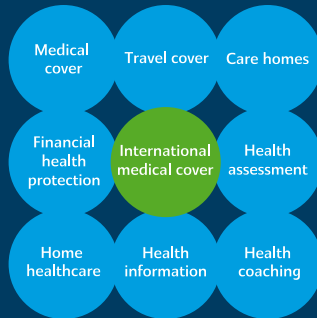 Medical
cover
Travel cover
Care homes
Financial
health
protection
International
medical cover
Health
assessment
Home
healthcare
Health
information
Health
coaching